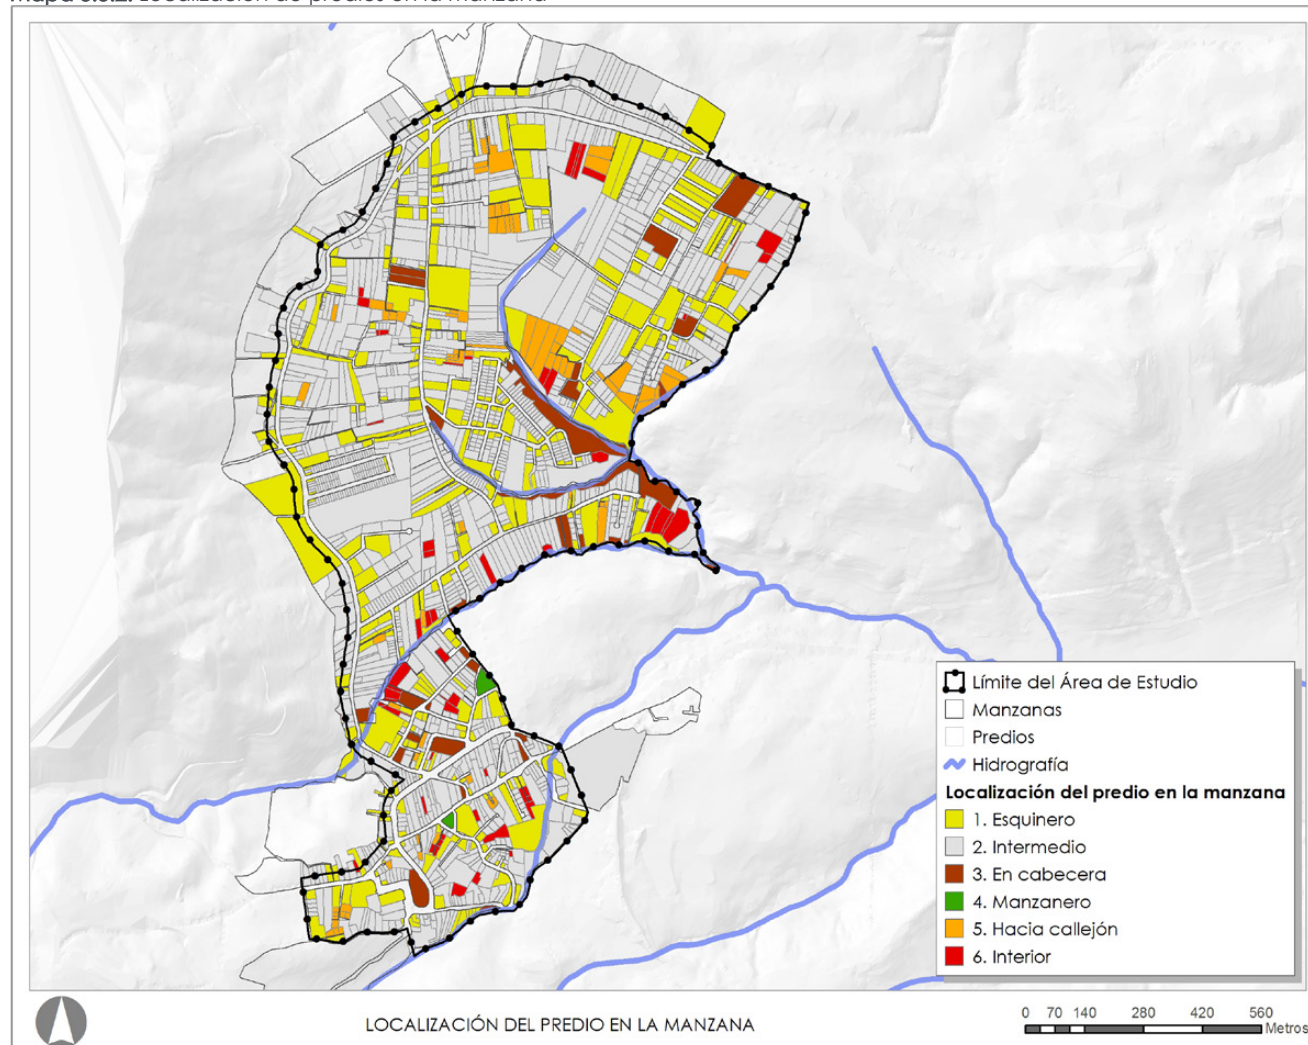 Límite del Área de Estudio
Manzanas
Predios
Hidrografía
Localización del predio en la manzana
1. Esquinero
2. Intermedio
3. En cabecera
4. Manzanero
5. Hacia callejón
6. Interior
LOCALIZACIÓN DEL PREDIO EN LA MANZANA
0 70 140 280 420 560
Metros